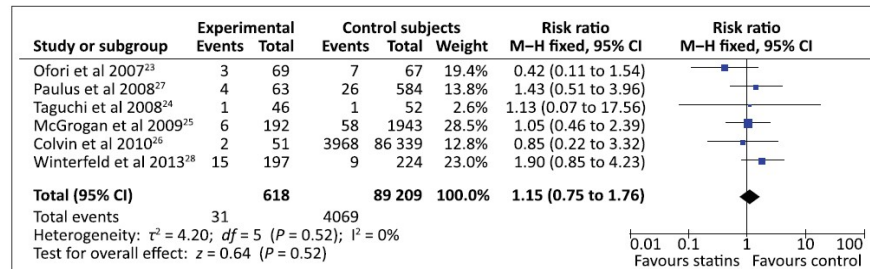 Experimental Control subjects Risk ratio Risk ratio
Study or subgroup Events Total Events Total Weight M–H fixed, 95% CI M–H fixed, 95% CI
Ofori et al 2007²³ 3 69 7 67 19.4% 0.42 (0.11 to 1.54)
Paulus et al 2008²⁷ 4 63 26 584 13.8% 1.43 (0.51 to 3.96)
Taguchi et al 2008²⁴ 1 46 1 52 2.6% 1.13 (0.07 to 17.56)
McGrogan et al 2009²⁵ 6 192 58 1943 28.5% 1.05 (0.46 to 2.39)
Colvin et al 2010²⁶ 2 51 3968 86 339 12.8% 0.85 (0.22 to 3.32)
Winterfeld et al 2013²⁸ 15 197 9 224 23.0% 1.90 (0.85 to 4.23)
Total (95% CI) 618 89 209 100.0% 1.15 (0.75 to 1.76)
Total events 31 4069
Heterogeneity: τ² = 4.20; df = 5 (P = 0.52); I² = 0%
Test for overall effect: z = 0.64 (P = 0.52)
0.01 0.1 1 10 100
Favours statins Favours control